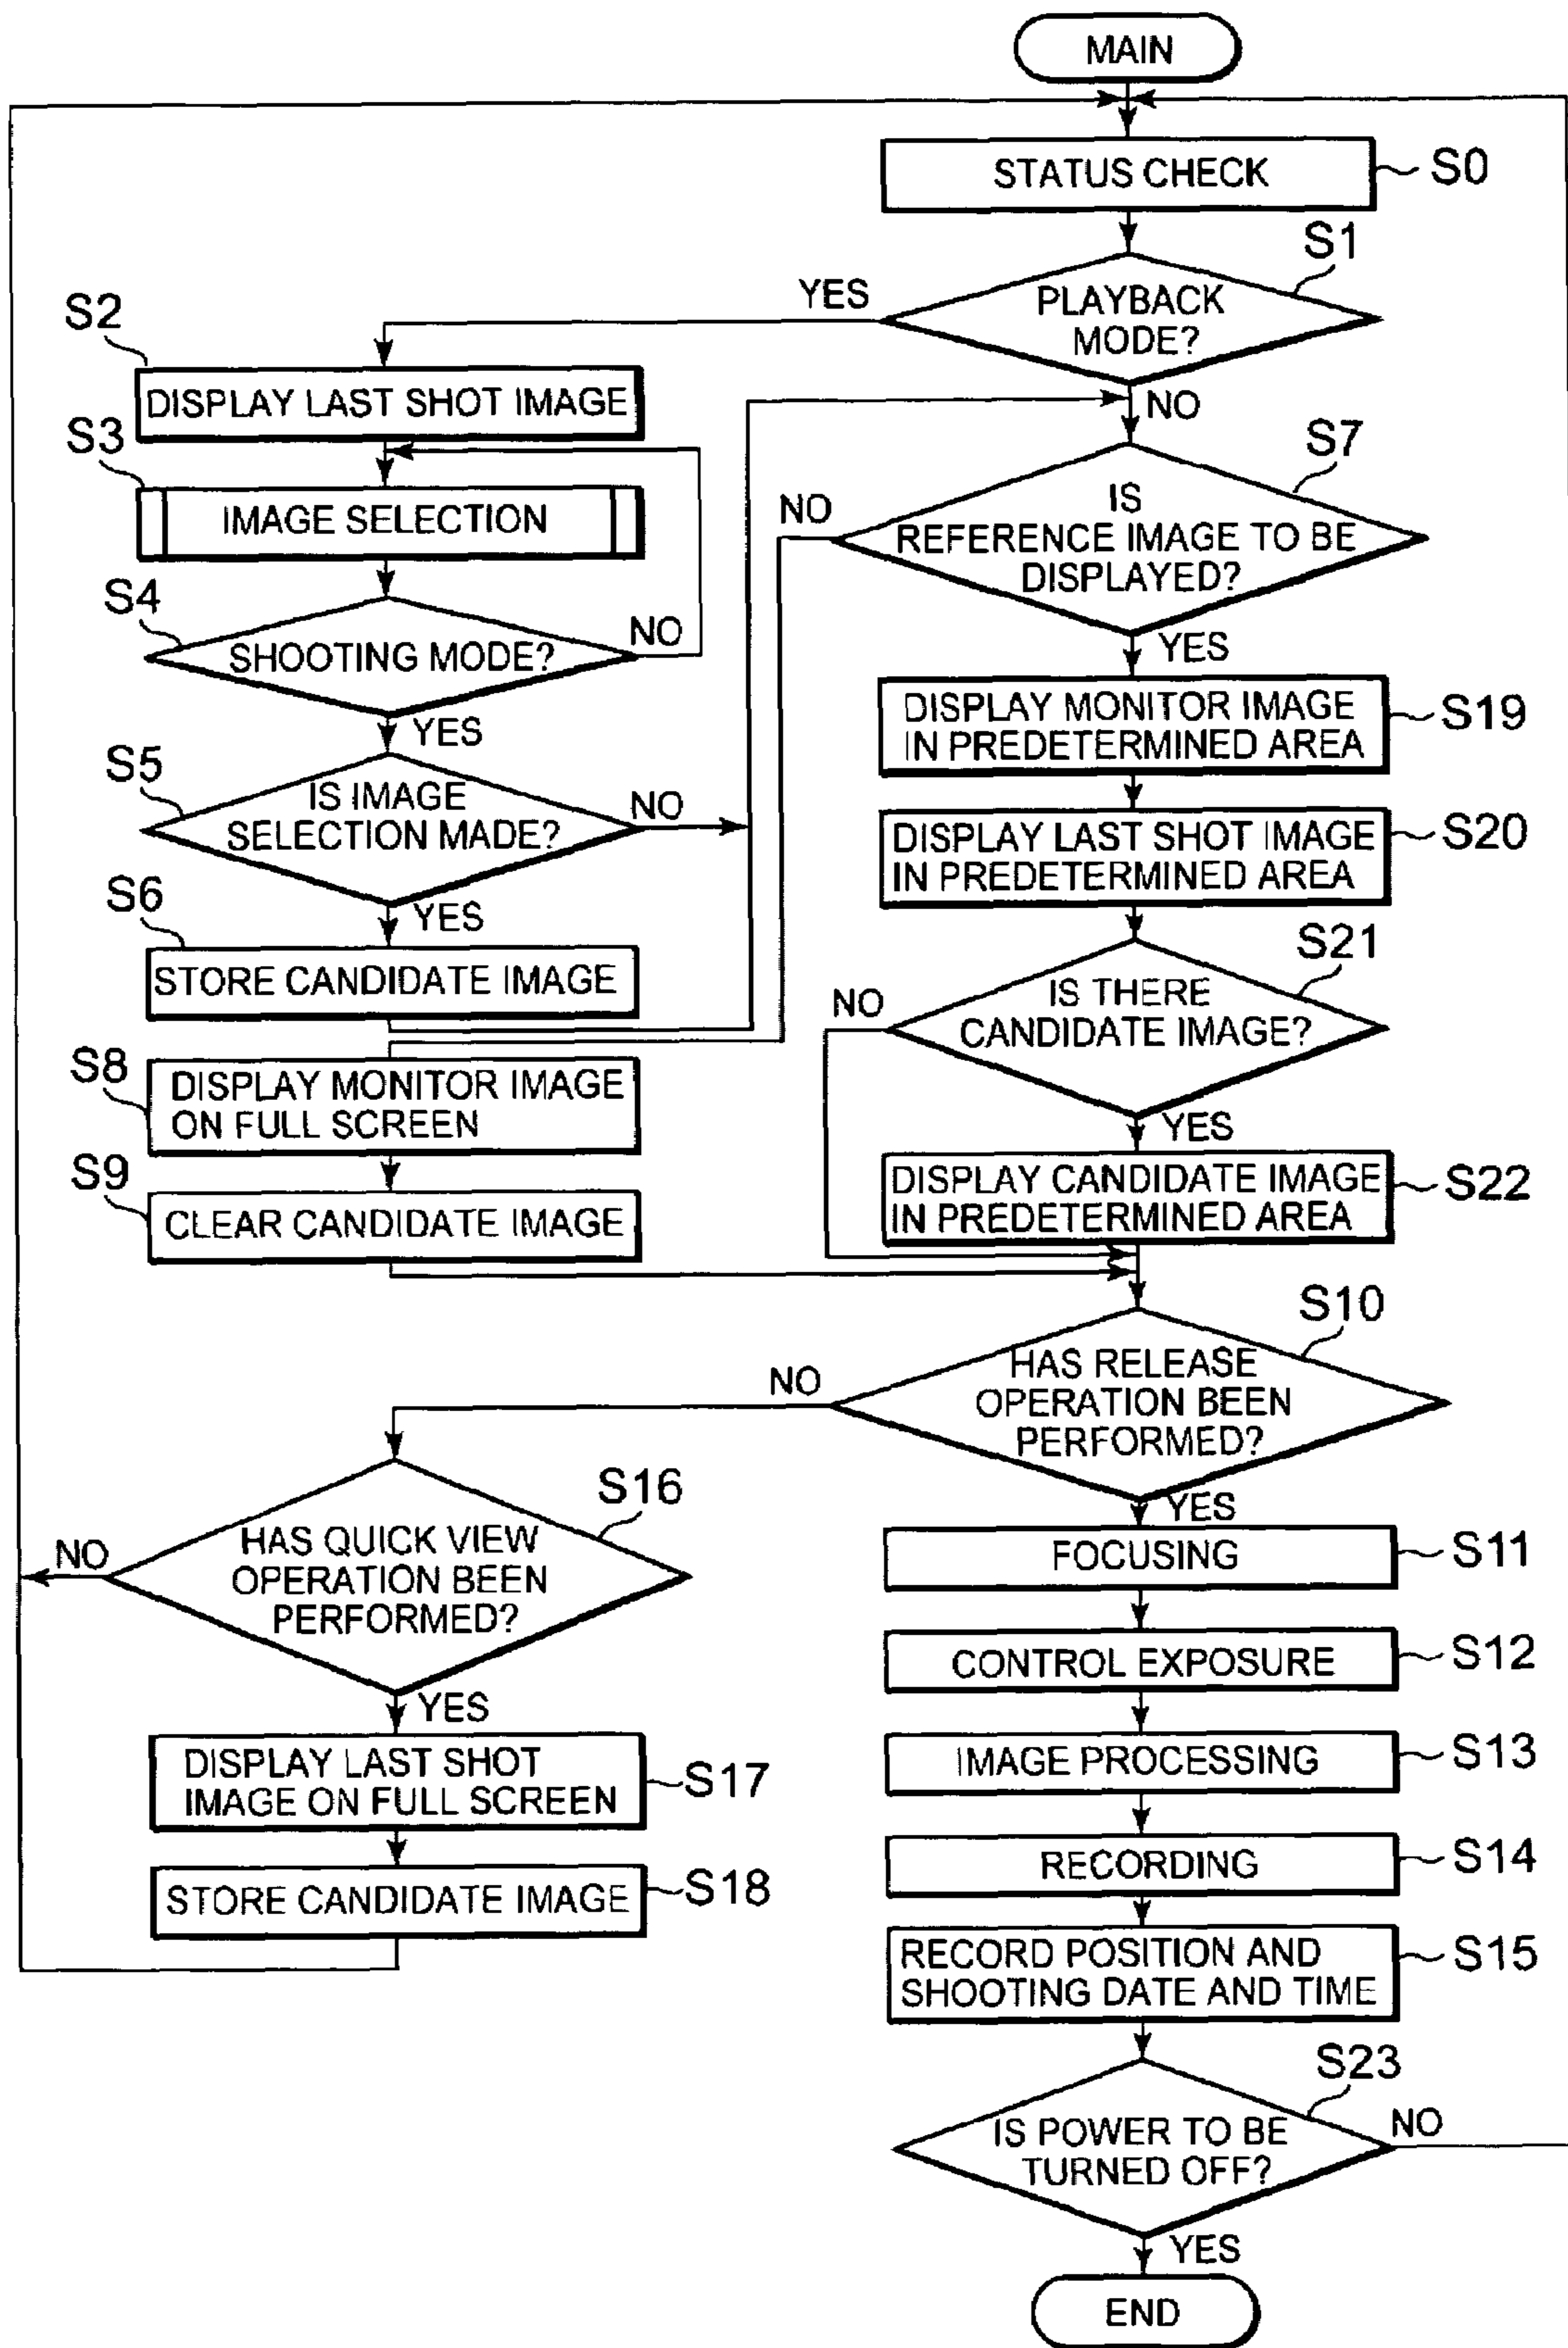 MAIN
STATUS CHECK
S0
S1
PLAYBACK
MODE?
YES
NO
S2
DISPLAY LAST SHOT IMAGE
S3
IMAGE SELECTION
S4
SHOOTING MODE?
NO
YES
S5
IS IMAGE
SELECTION MADE?
NO
YES
S6
STORE CANDIDATE IMAGE
S7
IS
REFERENCE IMAGE TO BE
DISPLAYED?
NO
YES
S8
DISPLAY MONITOR IMAGE
ON FULL SCREEN
S9
CLEAR CANDIDATE IMAGE
DISPLAY MONITOR IMAGE
IN PREDETERMINED AREA
S19
DISPLAY LAST SHOT IMAGE
IN PREDETERMINED AREA
S20
S21
IS THERE
CANDIDATE IMAGE?
NO
YES
DISPLAY CANDIDATE IMAGE
IN PREDETERMINED AREA
S22
S10
HAS RELEASE
OPERATION BEEN
PERFORMED?
NO
YES
S16
HAS QUICK VIEW
OPERATION BEEN
PERFORMED?
NO
YES
DISPLAY LAST SHOT
IMAGE ON FULL SCREEN
S17
STORE CANDIDATE IMAGE
S18
FOCUSING
S11
CONTROL EXPOSURE
S12
IMAGE PROCESSING
S13
RECORDING
S14
RECORD POSITION AND
SHOOTING DATE AND TIME
S15
S23
IS POWER TO BE
TURNED OFF?
NO
YES
END